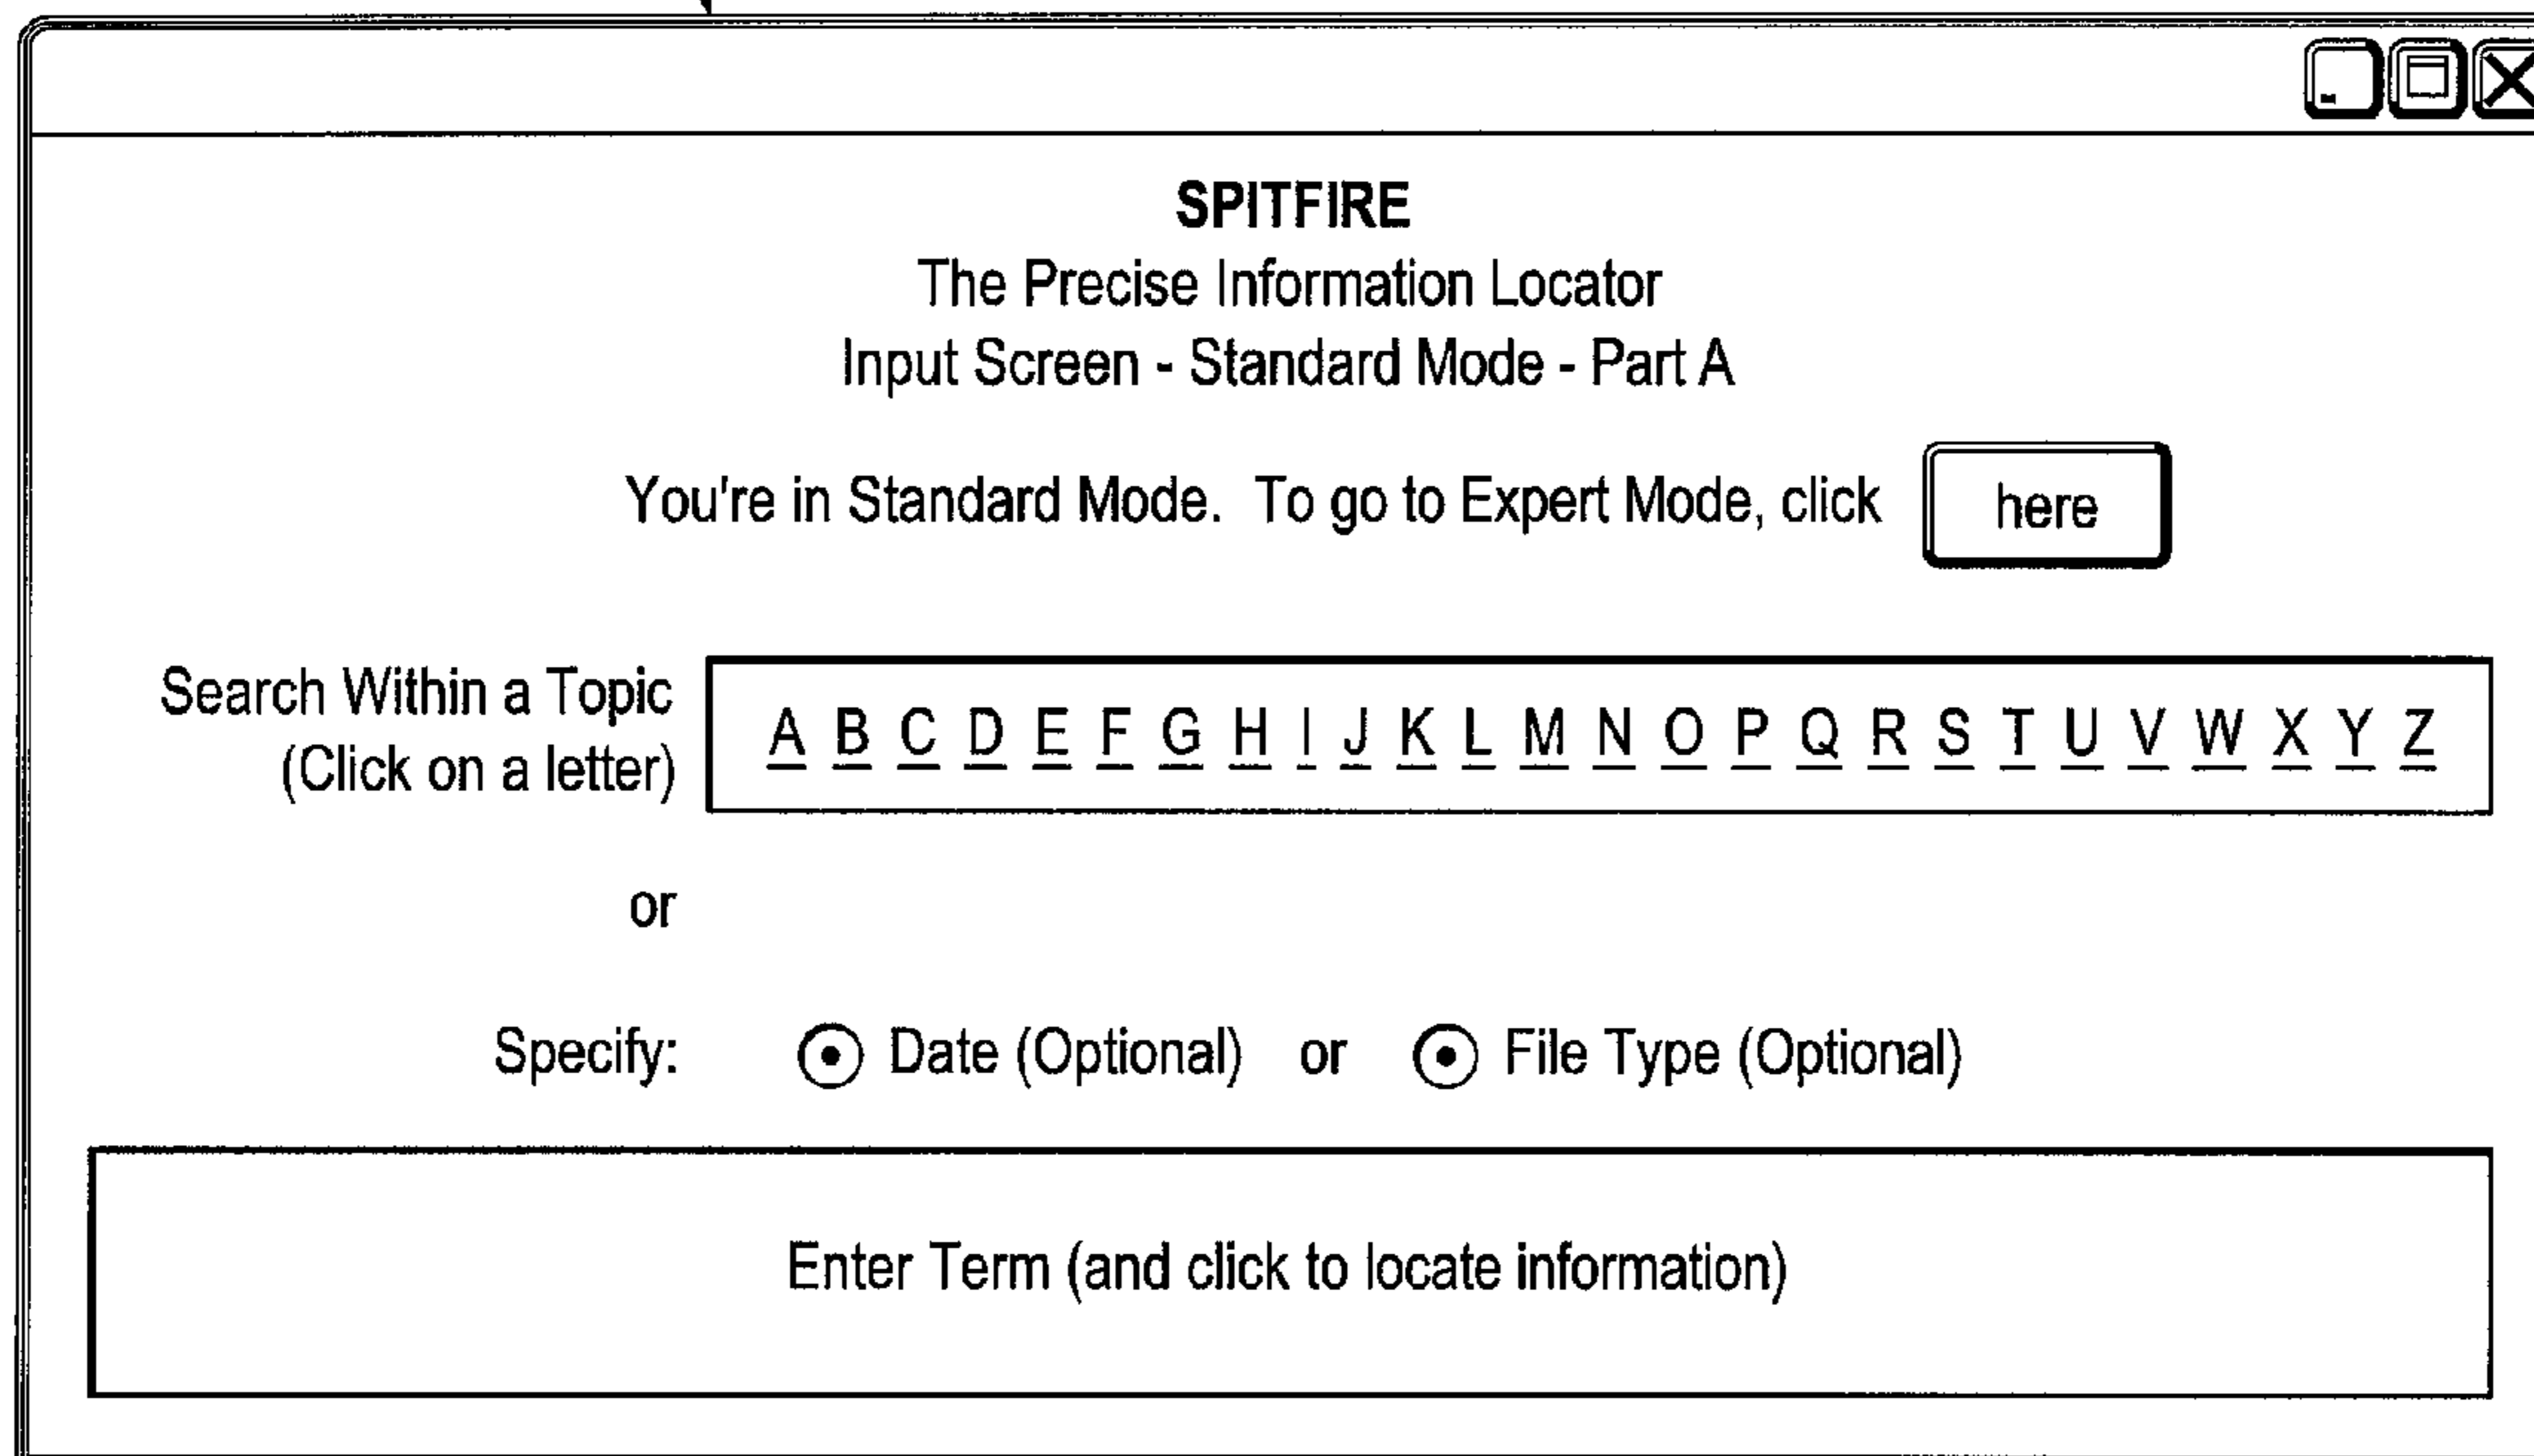 SPITFIRE
The Precise Information Locator
Input Screen - Standard Mode - Part A
You're in Standard Mode. To go to Expert Mode, click here
Search Within a Topic
(Click on a letter)
A B C D E F G H I J K L M N O P Q R S T U V W X Y Z
or
Specify: Date (Optional) or File Type (Optional)
Enter Term (and click to locate information)